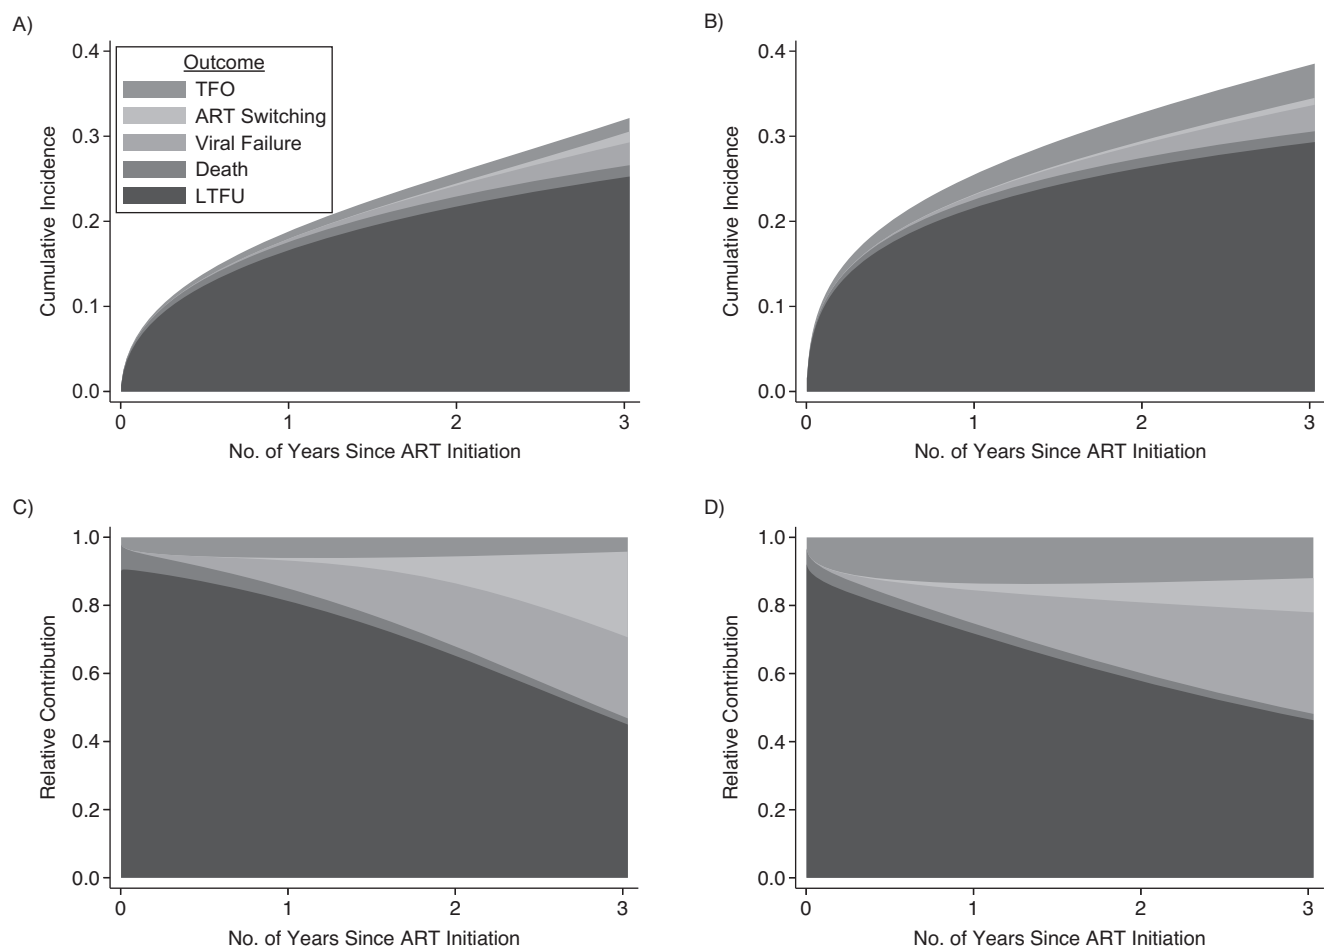 A)
Cumulative Incidence
0.4
0.3
0.2
0.1
0.0
Outcome
TFO
ART Switching
Viral Failure
Death
LTFU
0 1 2 3
No. of Years Since ART Initiation
B)
Cumulative Incidence
0.4
0.3
0.2
0.1
0.0
0 1 2 3
No. of Years Since ART Initiation
C)
Relative Contribution
1.0
0.8
0.6
0.4
0.2
0.0
0 1 2 3
No. of Years Since ART Initiation
D)
Relative Contribution
1.0
0.8
0.6
0.4
0.2
0.0
0 1 2 3
No. of Years Since ART Initiation